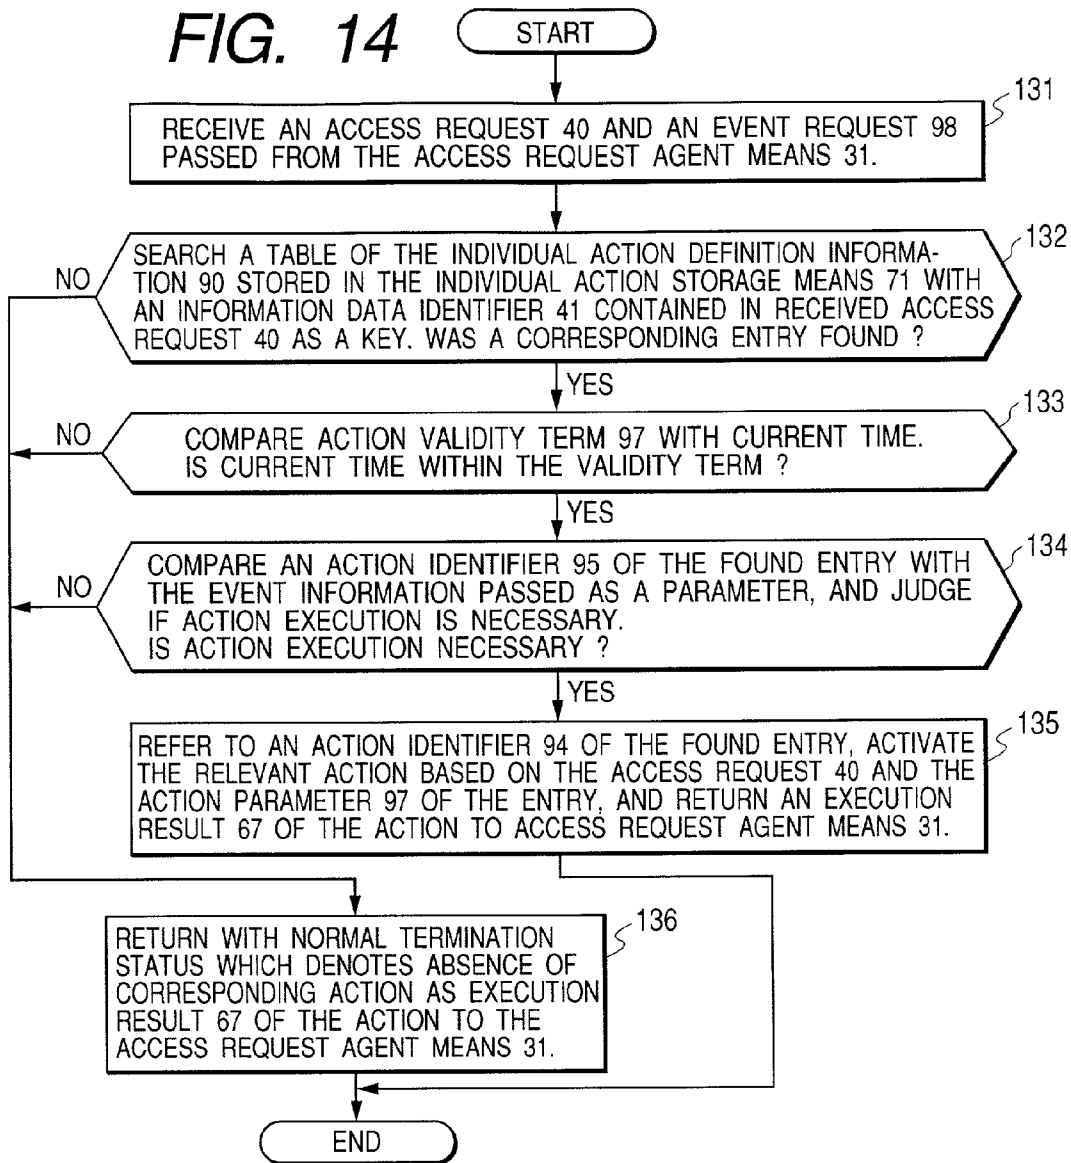 FIG. 14
START
131
RECEIVE AN ACCESS REQUEST 40 AND AN EVENT REQUEST 98
PASSED FROM THE ACCESS REQUEST AGENT MEANS 31.
132
NO
SEARCH A TABLE OF THE INDIVIDUAL ACTION DEFINITION INFORMA-
TION 90 STORED IN THE INDIVIDUAL ACTION STORAGE MEANS 71 WITH
AN INFORMATION DATA IDENTIFIER 41 CONTAINED IN RECEIVED ACCESS
REQUEST 40 AS A KEY. WAS A CORRESPONDING ENTRY FOUND ?
YES
133
NO
COMPARE ACTION VALIDITY TERM 97 WITH CURRENT TIME.
IS CURRENT TIME WITHIN THE VALIDITY TERM ?
YES
134
NO
COMPARE AN ACTION IDENTIFIER 95 OF THE FOUND ENTRY WITH
THE EVENT INFORMATION PASSED AS A PARAMETER, AND JUDGE
IF ACTION EXECUTION IS NECESSARY.
IS ACTION EXECUTION NECESSARY ?
YES
135
REFER TO AN ACTION IDENTIFIER 94 OF THE FOUND ENTRY, ACTIVATE
THE RELEVANT ACTION BASED ON THE ACCESS REQUEST 40 AND THE
ACTION PARAMETER 97 OF THE ENTRY, AND RETURN AN EXECUTION
RESULT 67 OF THE ACTION TO ACCESS REQUEST AGENT MEANS 31.
136
RETURN WITH NORMAL TERMINATION
STATUS WHICH DENOTES ABSENCE OF
CORRESPONDING ACTION AS EXECUTION
RESULT 67 OF THE ACTION TO THE
ACCESS REQUEST AGENT MEANS 31.
END